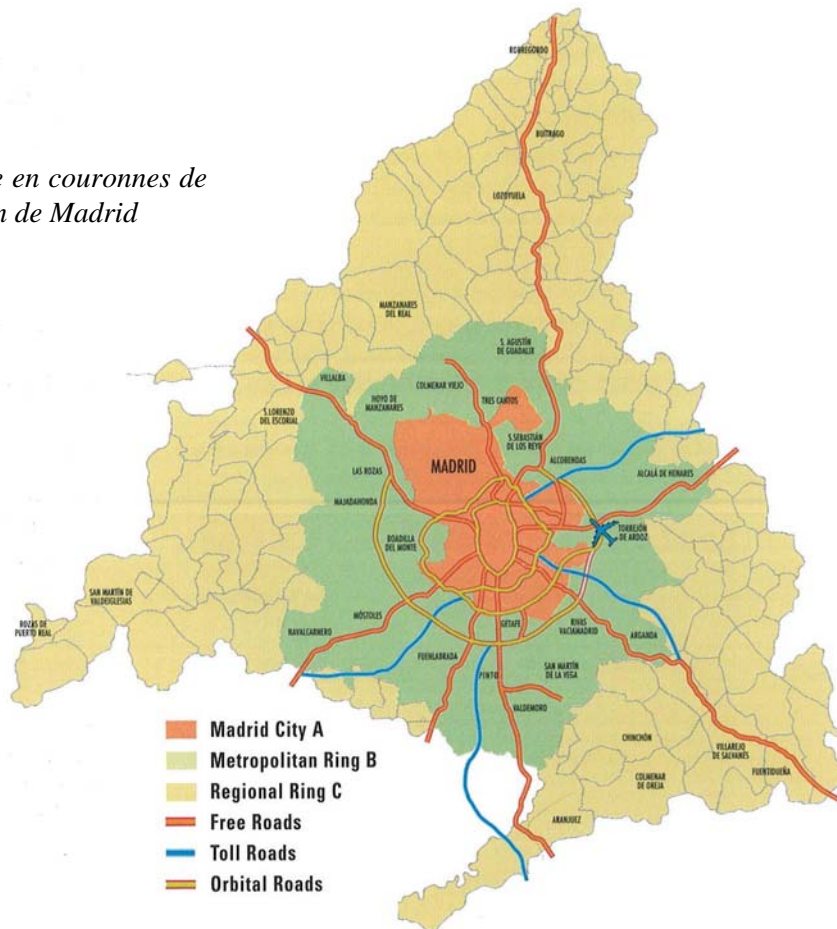 ROBREGORDO
BUITRAGO
e en couronnes de
LOZOYUELA
n de Madrid
MANZANARES
DEL REAL
S. AGUSTÍN
DE GUADALIX
VILLALBA
COLMENAR VIEJO
HOYO DE
MANZANARES
TRES CANTOS
S.LORENZO
DEL ESCORIAL
S.SEBASTIÁN
DE LOS REYES
MADRID
ALCOBENDAS
LAS ROZAS
ALCALÁ DE HENARES
MAJADAHONDA
TORREJÓN
DE ARDOZ
BOADILLA
DEL MONTE
SAN MARTÍN DE
VALDEIGLESIAS
ROZAS DE
PUERTO REAL
MÓSTOLES
GETAFE
RIVAS
VACIAMADRID
NAVALCARNERO
ARGANDA
FUENLABRADA
SAN MARTÍN
DE LA VEGA
PINTO
VALDEMORO
Madrid City A
CHINCHÓN
VILLAREJO
DE SALVANÉS
Metropolitan Ring B
FUENTIDUEÑA
COLMENAR
DE OREJA
Regional Ring C
ARANJUEZ
Free Roads
Toll Roads
Orbital Roads